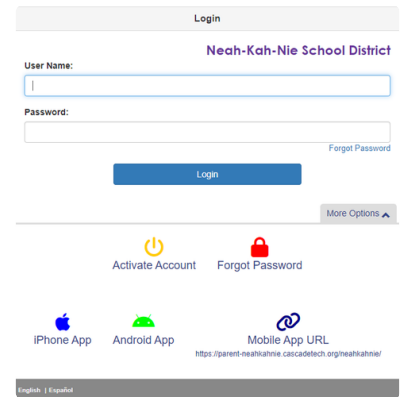 Login
Neah-Kah-Nie School District
User Name:
Password:
Forgot Password
Login
More Options
Activate Account Forgot Password
iPhone App Android App Mobile App URL
https://parent-neahkahnie.cascadetech.org/neahkahnie/
English | Español